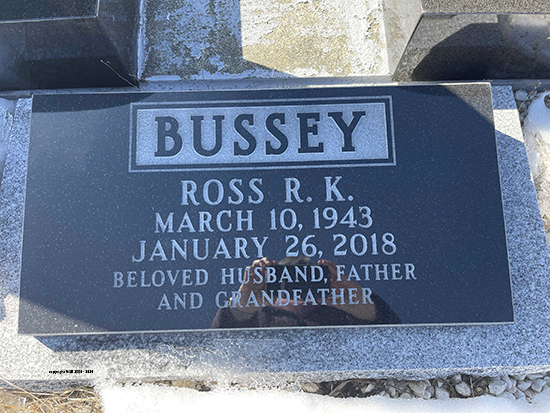 BUSSEY
ROSS R. K.
MARCH 10, 1943
JANUARY 26, 2018
BELOVED HUSBAND, FATHER
AND GRANDFATHER